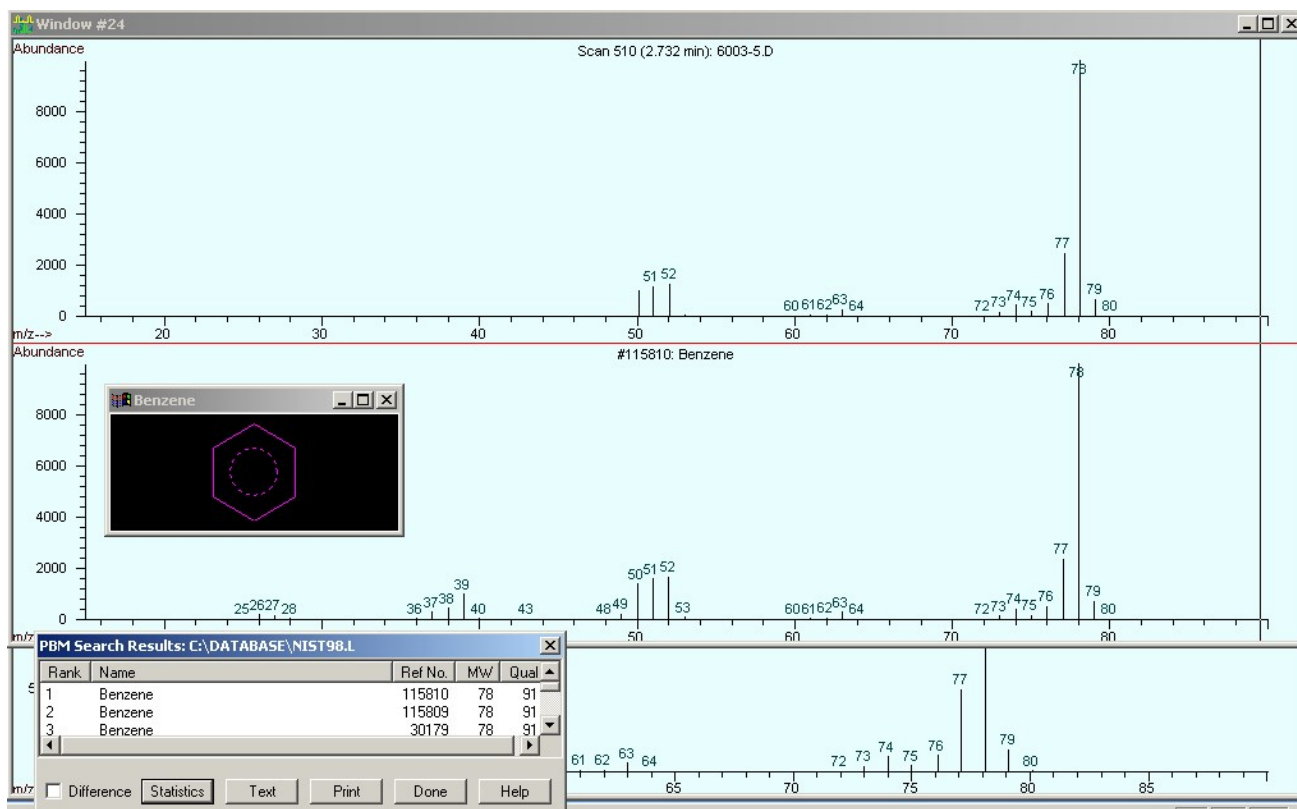 Window #24
Abundance
Scan 510 (2.732 min): 6003-5.D
78
8000
6000
4000
77
2000
51 52
79
76
60 61 62 63 64
72 73 74 75
80
0
m/z-->
20 30 40 50 60 70 80
Abundance
#115810: Benzene
78
Benzene
8000
6000
4000
77
2000
50 51 52
39
79
76
25 26 27 28
36 37 38
40
43
48 49
53
60 61 62 63 64
72 73 74 75
80
0
50 60 70 80
PBM Search Results: C:\DATABASE\NIST98.L
Rank Name Ref No. MW Qual
1 Benzene 115810 78 91
2 Benzene 115809 78 91
3 Benzene 30179 78 91
77
79
76
61 62 63 64
72 73 74 75
80
m/z
65 70 75 80 85
Difference Statistics Text Print Done Help